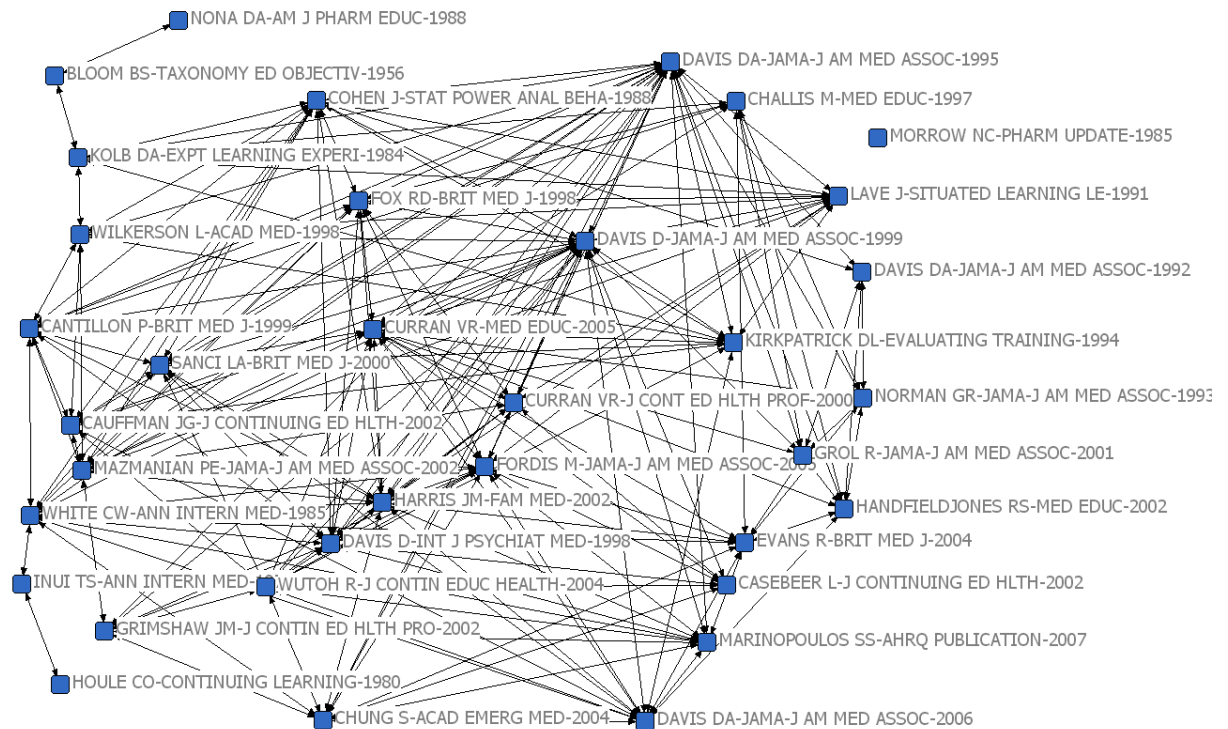 NONA DA-AM J PHARM EDUC-1988
DAVIS DA-JAMA-J AM MED ASSOC-1995
BLOOM BS-TAXONOMY ED OBJECTIV-1956
COHEN J-STAT POWER ANAL BEHA-1988
CHALLIS M-MED EDUC-1997
MORROW NC-PHARM UPDATE-1985
KOLB DA-EXPT LEARNING EXPERI-1984
LAVE J-SITUATED LEARNING LE-1991
FOX RD-BRIT MED J-1998
WILKERSON L-ACAD MED-1998
DAVIS D-JAMA-J AM MED ASSOC-1999
DAVIS DA-JAMA-J AM MED ASSOC-1992
CANTILLON P-BRIT MED J-1999
CURRAN VR-MED EDUC-2005
KIRKPATRICK DL-EVALUATING TRAINING-1994
SANCI LA-BRIT MED J-2000
CURRAN VR-J CONT ED HLTH PROF-2000
NORMAN GR-JAMA-J AM MED ASSOC-1993
CAUFFMAN JG-J CONTINUING ED HLTH-2002
GROL R-JAMA-J AM MED ASSOC-2001
MAZMANIAN PE-JAMA-J AM MED ASSOC-2002
FORDIS M-JAMA-J AM MED ASSOC-2005
HARRIS JM-FAM MED-2002
HANDFIELDJONES RS-MED EDUC-2002
WHITE CW-ANN INTERN MED-1985
DAVIS D-INT J PSYCHIAT MED-1998
EVANS R-BRIT MED J-2004
INUI TS-ANN INTERN MED-
WUTOH R-J CONTIN EDUC HEALTH-2004
CASEBEER L-J CONTINUING ED HLTH-2002
GRIMSHAW JM-J CONTIN ED HLTH PRO-2002
MARINOPOULOS SS-AHRQ PUBLICATION-2007
HOULE CO-CONTINUING LEARNING-1980
CHUNG S-ACAD EMERG MED-2004
DAVIS DA-JAMA-J AM MED ASSOC-2006